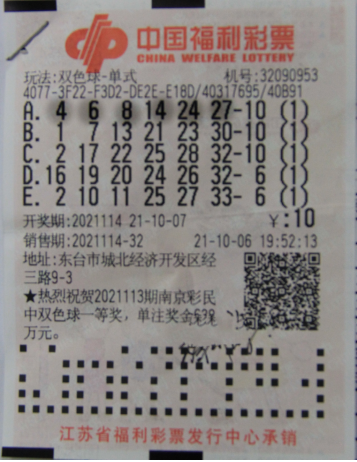 中国福利彩票
CHINA WELFARE LOTTERY
玩法:双色球-单式 机号:32090953
4077-3F22-F3D2-DE2E-E18D/40317695/40B91
A. 4 6 8 14 24 27-10 (1)
B. 1 7 13 21 23 30-10 (1)
C. 2 17 22 25 28 32-10 (1)
D.16 19 20 24 26 32- 6 (1)
E. 2 10 11 25 27 33- 6 (1)
开奖期:2021114 21-10-07 ¥:10
销售期:2021114-32 21-10-06 19:52:13
地址:东台市城北经济开发区经
三路9-3
★热烈祝贺2021113期南京彩民
中双色球一等奖,单注奖金639
万元。
江苏省福利彩票发行中心承销